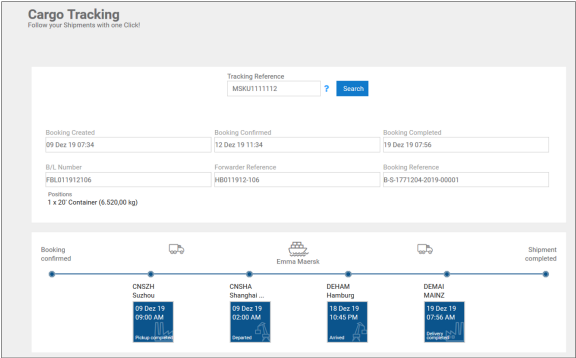 Cargo Tracking
Follow your Shipments with one Click!
Tracking Reference
MSKU1111112 ? Search
Booking Created Booking Confirmed Booking Completed
09 Dez 19 07:34 12 Dez 19 11:34 19 Dez 19 07:56
B/L Number Forwarder Reference Booking Reference
FBL011912106 HB011912-106 B-S-1771204-2019-00001
Positions
1 x 20' Container (6.520,00 kg)
Booking confirmed Emma Maersk Shipment completed
CNSZH CNSHA DEHAM DEMAI
Suzhou Shanghai ... Hamburg MAINZ
09 Dez 19 09 Dez 19 18 Dez 19 19 Dez 19
09:00 AM 02:00 AM 10:45 PM 07:56 AM
Pickup completed Departed Arrived Delivery completed